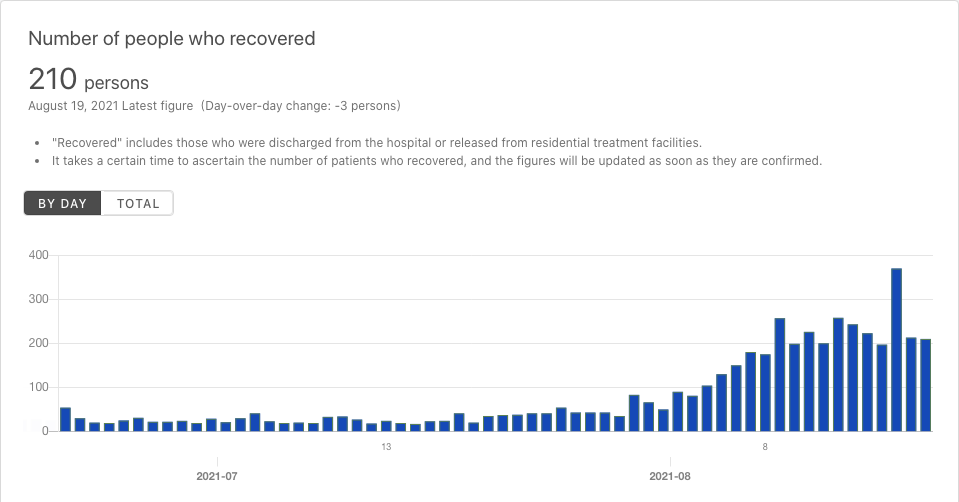 Number of people who recovered
210 persons
August 19, 2021 Latest figure (Day-over-day change: -3 persons)
• "Recovered" includes those who were discharged from the hospital or released from residential treatment facilities.
• It takes a certain time to ascertain the number of patients who recovered, and the figures will be updated as soon as they are confirmed.
BY DAY TOTAL
400
300
200
100
0
13 8
2021-07 2021-08